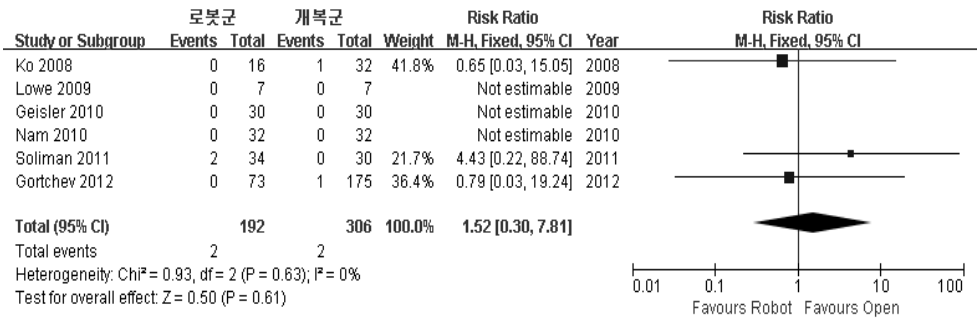 로봇군 개복군 Risk Ratio Risk Ratio
Study or Subgroup Events Total Events Total Weight M-H, Fixed, 95% CI Year M-H, Fixed, 95% CI
Ko 2008 0 16 1 32 41.8% 0.65 [0.03, 15.05] 2008
Lowe 2009 0 7 0 7 Not estimable 2009
Geisler 2010 0 30 0 30 Not estimable 2010
Nam 2010 0 32 0 32 Not estimable 2010
Soliman 2011 2 34 0 30 21.7% 4.43 [0.22, 88.74] 2011
Gortchev 2012 0 73 1 175 36.4% 0.79 [0.03, 19.24] 2012
Total (95% CI) 192 306 100.0% 1.52 [0.30, 7.81]
Total events 2 2
Heterogeneity: Chi² = 0.93, df = 2 (P = 0.63); I² = 0%
Test for overall effect: Z = 0.50 (P = 0.61)
0.01 0.1 1 10 100
Favours Robot Favours Open